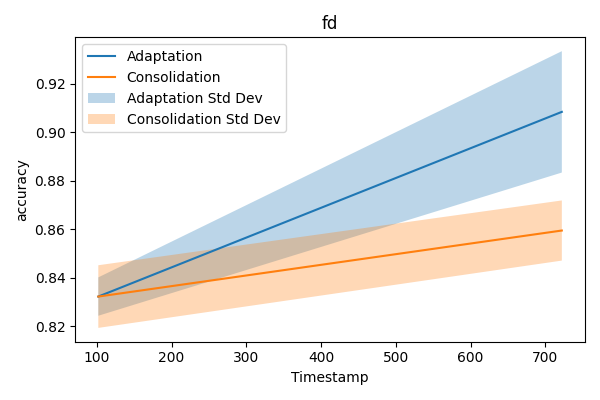 fd
Adaptation
Consolidation
Adaptation Std Dev
Consolidation Std Dev
accuracy
0.92
0.90
0.88
0.86
0.84
0.82
100 200 300 400 500 600 700
Timestamp